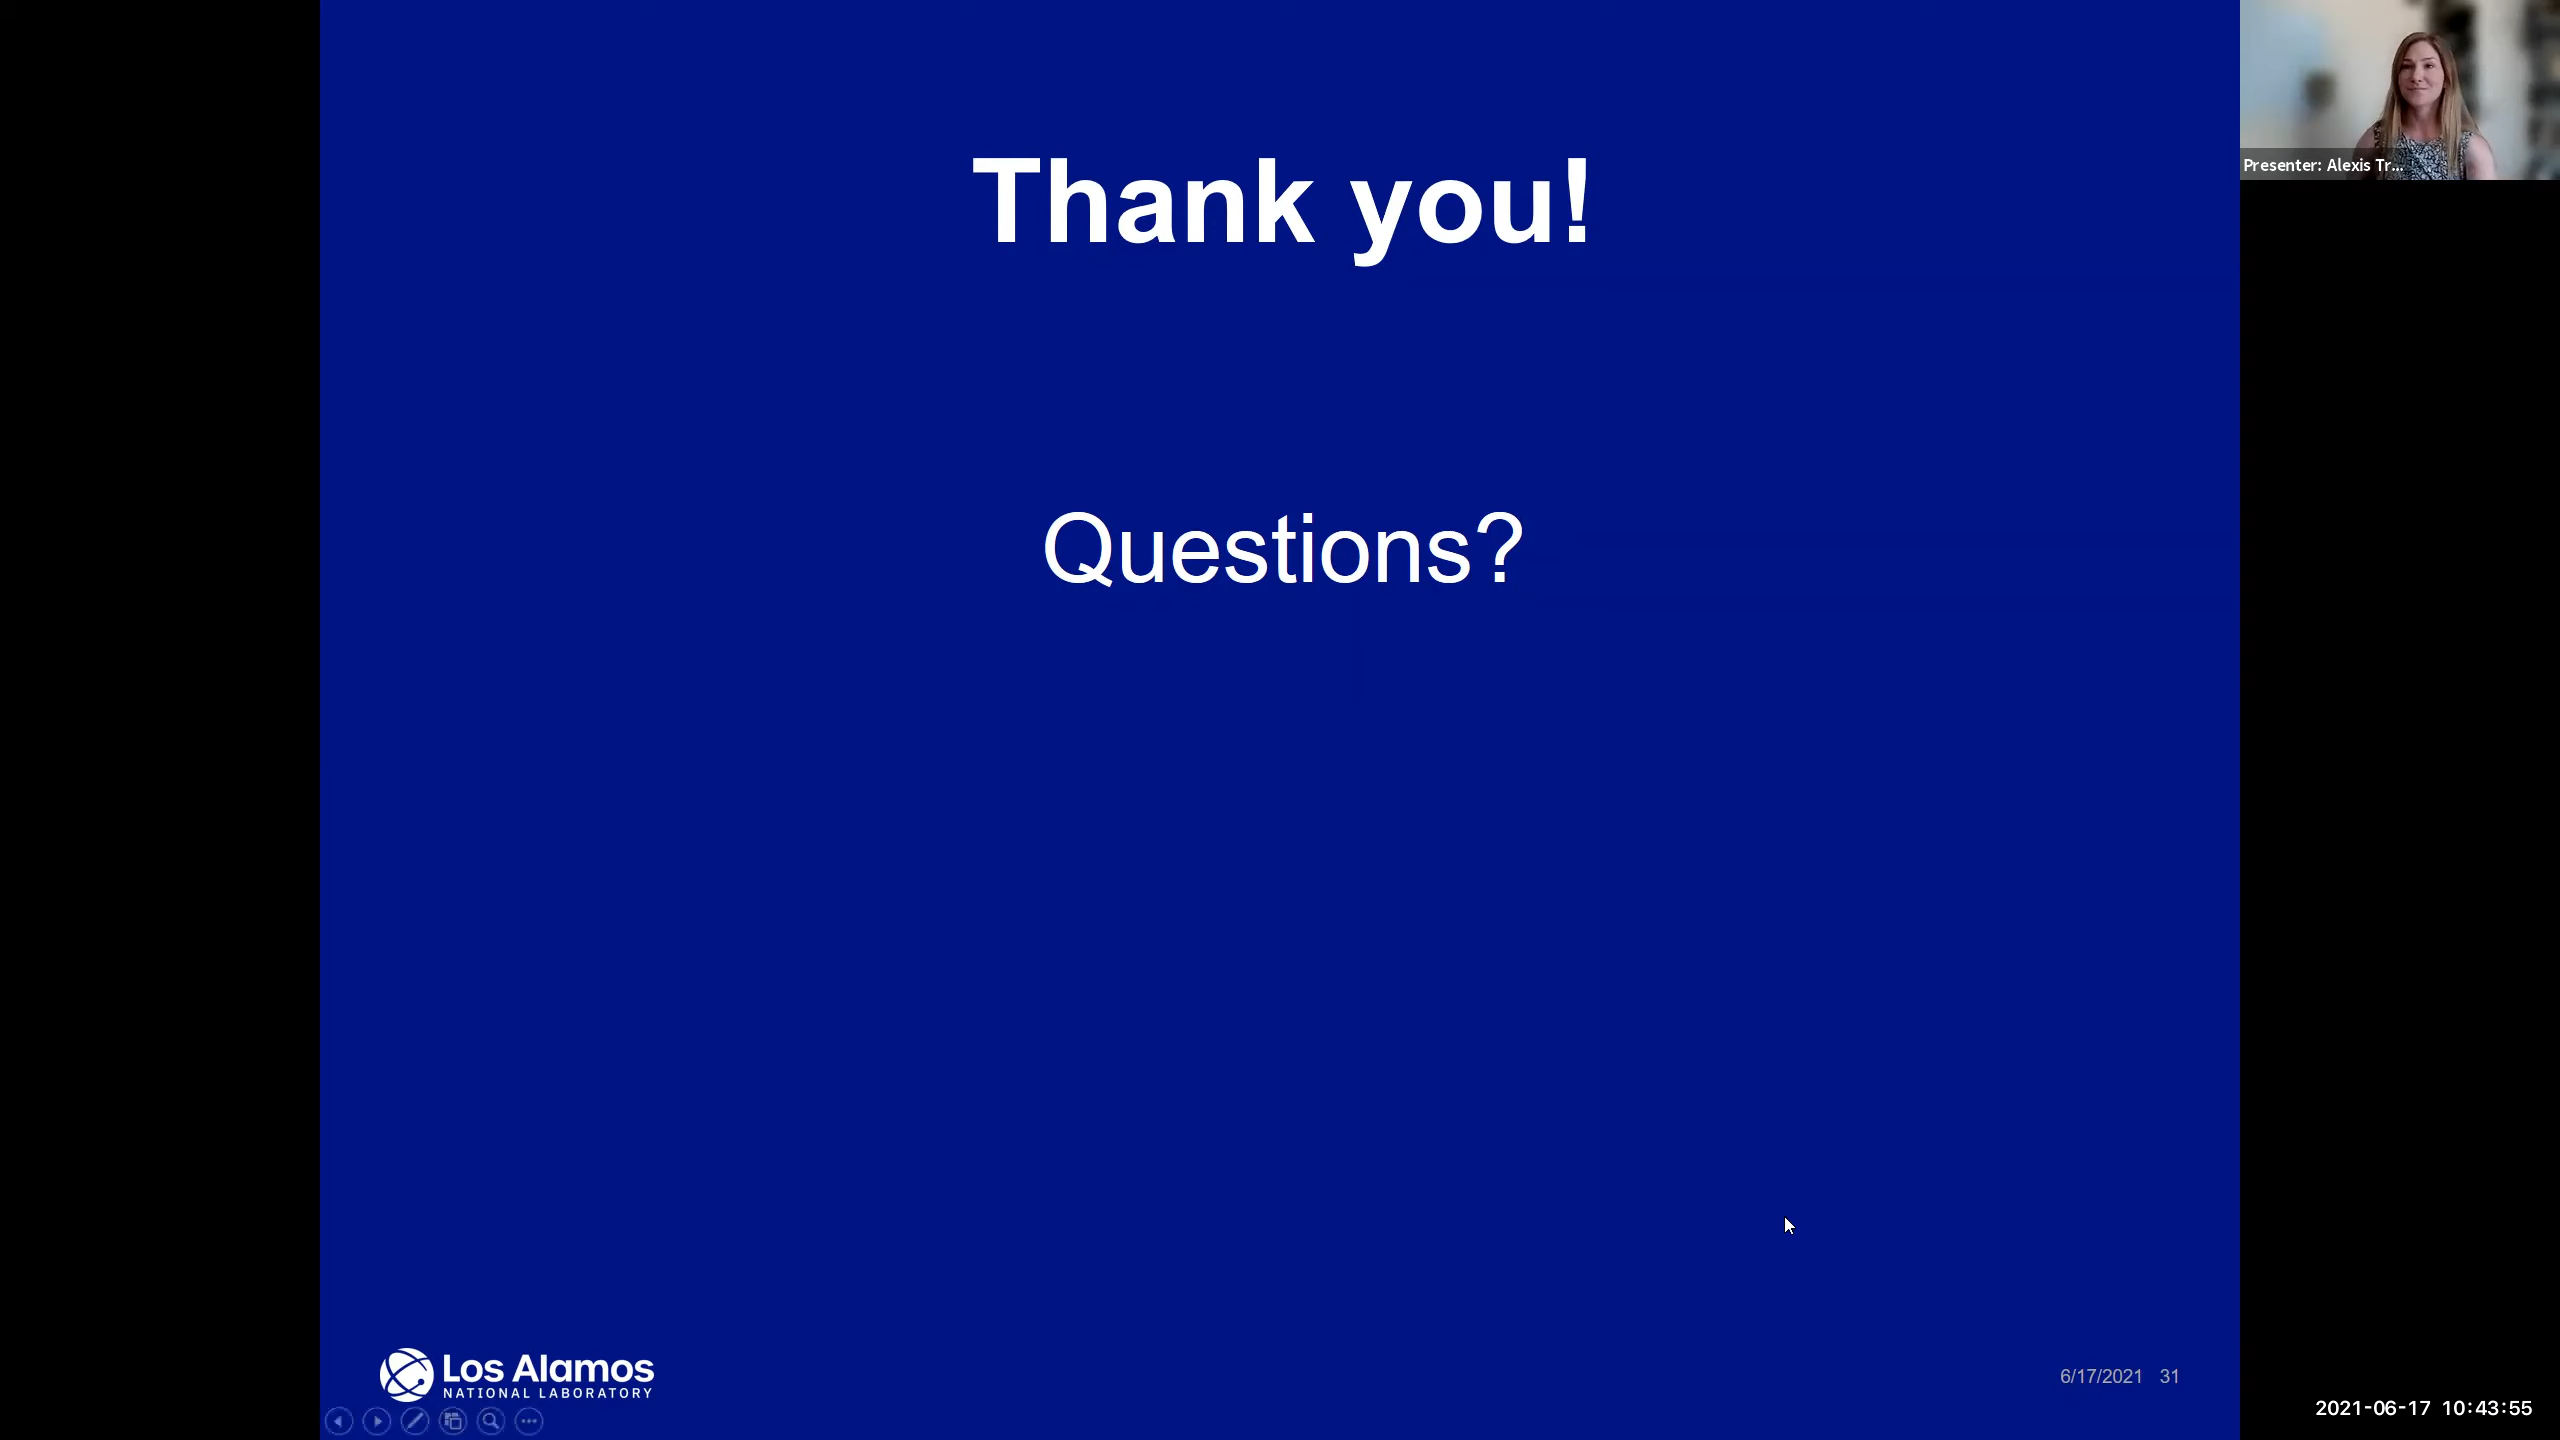 Thank you!
Presenter: Alexis Tr...
Questions?
Los Alamos
NATIONAL LABORATORY
6/17/2021 31
2021-06-17 10:43:55